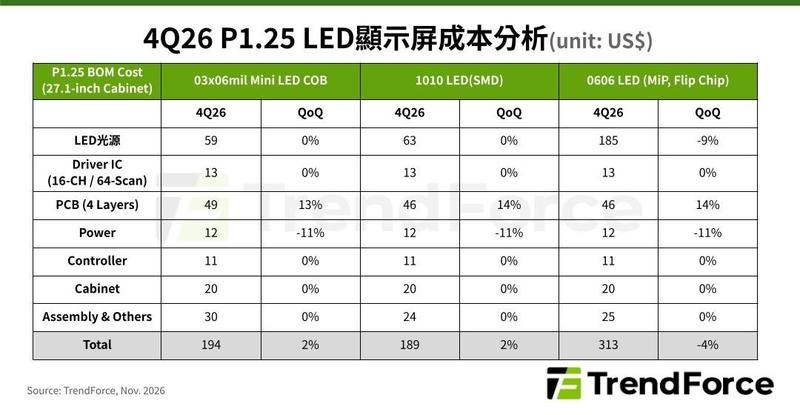 4Q26 P1.25 LED顯示屏成本分析(unit: US$)
P1.25 BOM Cost
(27.1-inch Cabinet)
03x06mil Mini LED COB
1010 LED(SMD)
0606 LED (MiP, Flip Chip)
4Q26 QoQ 4Q26 QoQ 4Q26 QoQ
LED光源 59 0% 63 0% 185 -9%
Driver IC
(16-CH / 64-Scan) 13 0% 13 0% 13 0%
PCB (4 Layers) 49 13% 46 14% 46 14%
Power 12 -11% 12 -11% 12 -11%
Controller 11 0% 11 0% 11 0%
Cabinet 20 0% 20 0% 20 0%
Assembly & Others 30 0% 24 0% 25 0%
Total 194 2% 189 2% 313 -4%
TrendForce
Source: TrendForce, Nov. 2026
TrendForce